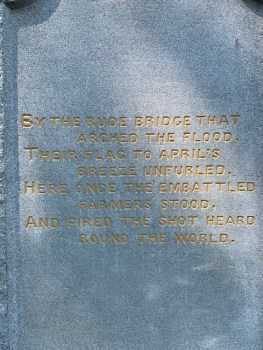 BY THE RUDE BRIDGE THAT
ARCHED THE FLOOD,
THEIR FLAG TO APRIL'S
BREEZE UNFURLED,
HERE ONCE THE EMBATTLED
FARMERS STOOD,
AND FIRED THE SHOT HEARD
ROUND THE WORLD.